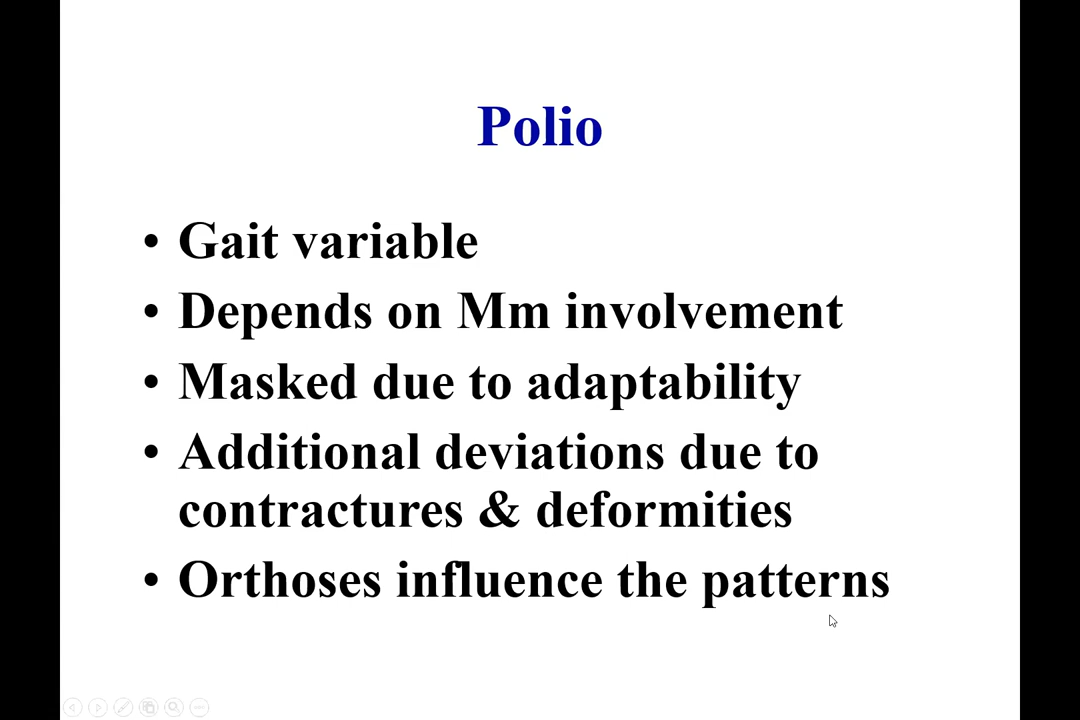 Polio
• Gait variable
• Depends on Mm involvement
• Masked due to adaptability
• Additional deviations due to
contractures & deformities
• Orthoses influence the patterns